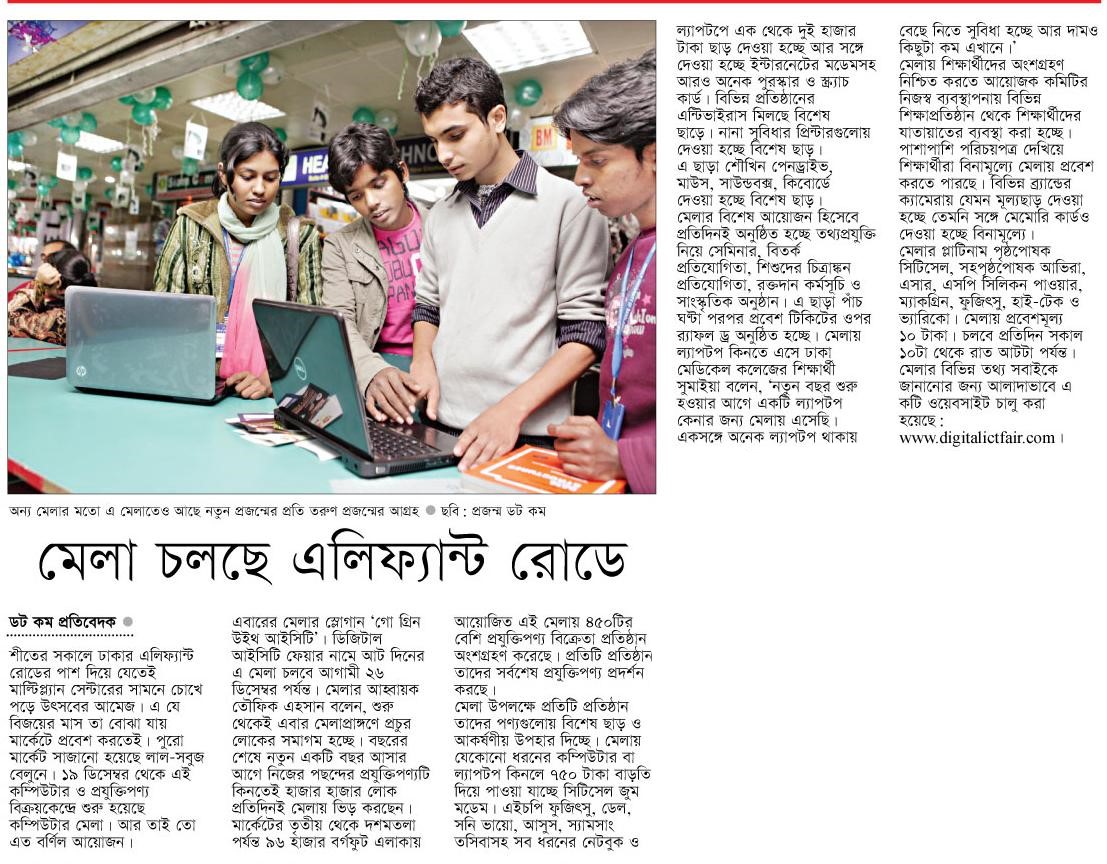 HEA
HNO
BM
hp
DELL
অন্য মেলার মতো এ মেলাতেও আছে নতুন প্রজন্মের প্রতি তরুণ প্রজন্মের আগ্রহ ● ছবি : প্রজন্ম ডট কম
মেলা চলছে এলিফ্যান্ট রোডে
ডট কম প্রতিবেদক ●
শীতের সকালে ঢাকার এলিফ্যান্ট
রোডের পাশ দিয়ে যেতেই
মাল্টিপ্ল্যান সেন্টারের সামনে চোখে
পড়ে উৎসবের আমেজ। এ যে
বিজয়ের মাস তা বোঝা যায়
মার্কেটে প্রবেশ করতেই। পুরো
মার্কেট সাজানো হয়েছে লাল-সবুজ
বেলুনে। ১৯ ডিসেম্বর থেকে এই
কম্পিউটার ও প্রযুক্তিপণ্য
বিক্রয়কেন্দ্রে শুরু হয়েছে
কম্পিউটার মেলা। আর তাই তো
এত বর্ণিল আয়োজন।
এবারের মেলার স্লোগান ‘গো গ্রিন
উইথ আইসিটি’। ডিজিটাল
আইসিটি ফেয়ার নামে আট দিনের
এ মেলা চলবে আগামী ২৬
ডিসেম্বর পর্যন্ত। মেলার আহ্বায়ক
তৌফিক এহসান বলেন, শুরু
থেকেই এবার মেলাপ্রাঙ্গণে প্রচুর
লোকের সমাগম হচ্ছে। বছরের
শেষে নতুন একটি বছর আসার
আগে নিজের পছন্দের প্রযুক্তিপণ্যটি
কিনতেই হাজার হাজার লোক
প্রতিদিনই মেলায় ভিড় করছেন।
মার্কেটের তৃতীয় থেকে দশমতলা
পর্যন্ত ৯৬ হাজার বর্গফুট এলাকায়
আয়োজিত এই মেলায় ৪৫০টির
বেশি প্রযুক্তিপণ্য বিক্রেতা প্রতিষ্ঠান
অংশগ্রহণ করেছে। প্রতিটি প্রতিষ্ঠান
তাদের সর্বশেষ প্রযুক্তিপণ্য প্রদর্শন
করছে।
মেলা উপলক্ষে প্রতিটি প্রতিষ্ঠান
তাদের পণ্যগুলোয় বিশেষ ছাড় ও
আকর্ষণীয় উপহার দিচ্ছে। মেলায়
যেকোনো ধরনের কম্পিউটার বা
ল্যাপটপ কিনলে ৭৫০ টাকা বাড়তি
দিয়ে পাওয়া যাচ্ছে সিটিসেল জুম
মডেম। এইচপি ফুজিৎসু, ডেল,
সনি ভায়ো, আসুস, স্যামসাং
তসিবাসহ সব ধরনের নেটবুক ও
ল্যাপটপে এক থেকে দুই হাজার
টাকা ছাড় দেওয়া হচ্ছে আর সঙ্গে
দেওয়া হচ্ছে ইন্টারনেটের মডেমসহ
আরও অনেক পুরস্কার ও স্ক্র্যাচ
কার্ড। বিভিন্ন প্রতিষ্ঠানের
এন্টিভাইরাস মিলছে বিশেষ
ছাড়ে। নানা সুবিধার প্রিন্টারগুলোয়
দেওয়া হচ্ছে বিশেষ ছাড়।
এ ছাড়া শৌখিন পেনড্রাইভ,
মাউস, সাউন্ডবক্স, কিবোর্ডে
দেওয়া হচ্ছে বিশেষ ছাড়।
মেলার বিশেষ আয়োজন হিসেবে
প্রতিদিনই অনুষ্ঠিত হচ্ছে তথ্যপ্রযুক্তি
নিয়ে সেমিনার, বিতর্ক
প্রতিযোগিতা, শিশুদের চিত্রাঙ্কন
প্রতিযোগিতা, রক্তদান কর্মসূচি ও
সাংস্কৃতিক অনুষ্ঠান। এ ছাড়া পাঁচ
ঘণ্টা পরপর প্রবেশ টিকিটের ওপর
র‍্যাফল ড্র অনুষ্ঠিত হচ্ছে। মেলায়
ল্যাপটপ কিনতে এসে ঢাকা
মেডিকেল কলেজের শিক্ষার্থী
সুমাইয়া বলেন, ‘নতুন বছর শুরু
হওয়ার আগে একটি ল্যাপটপ
কেনার জন্য মেলায় এসেছি।
একসঙ্গে অনেক ল্যাপটপ থাকায়
বেছে নিতে সুবিধা হচ্ছে আর দামও
কিছুটা কম এখানে।’
মেলায় শিক্ষার্থীদের অংশগ্রহণ
নিশ্চিত করতে আয়োজক কমিটির
নিজস্ব ব্যবস্থাপনায় বিভিন্ন
শিক্ষাপ্রতিষ্ঠান থেকে শিক্ষার্থীদের
যাতায়াতের ব্যবস্থা করা হচ্ছে।
পাশাপাশি পরিচয়পত্র দেখিয়ে
শিক্ষার্থীরা বিনামূল্যে মেলায় প্রবেশ
করতে পারছে। বিভিন্ন ব্র্যান্ডের
ক্যামেরায় যেমন মূল্যছাড় দেওয়া
হচ্ছে তেমনি সঙ্গে মেমোরি কার্ডও
দেওয়া হচ্ছে বিনামূল্যে।
মেলার প্লাটিনাম পৃষ্ঠপোষক
সিটিসেল, সহপৃষ্ঠপোষক আভিরা,
এসার, এসপি সিলিকন পাওয়ার,
ম্যাকগ্রিন, ফুজিৎসু, হাই-টেক ও
ভ্যারিকো। মেলায় প্রবেশমূল্য
১০ টাকা। চলবে প্রতিদিন সকাল
১০টা থেকে রাত আটটা পর্যন্ত।
মেলার বিভিন্ন তথ্য সবাইকে
জানানোর জন্য আলাদাভাবে এ
কটি ওয়েবসাইট চালু করা
হয়েছে :
www.digitalictfair.com।